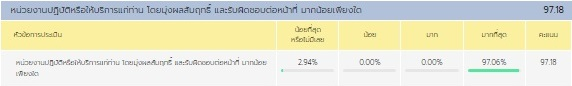 หน่วยงานปฏิบัติหรือให้บริการแก่ท่าน โดยมุ่งผลสัมฤทธิ์ และรับผิดชอบต่อหน้าที่ มากน้อยเพียงใด 97.18
หัวข้อการประเมิน น้อยที่สุด หรือไม่มีเลย น้อย มาก มากที่สุด คะแนน
หน่วยงานปฏิบัติหรือให้บริการแก่ท่าน โดยมุ่งผลสัมฤทธิ์ และรับผิดชอบต่อหน้าที่ มากน้อย 2.94% 0.00% 0.00% 97.06% 97.18
เพียงใด